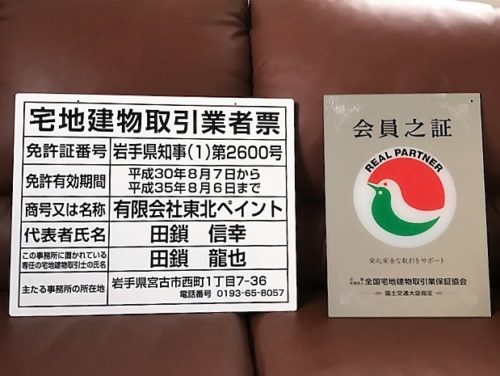 宅地建物取引業者票
免許証番号 岩手県知事(1)第2600号
免許有効期間 平成30年8月7日から
平成35年8月6日まで
商号又は名称 有限会社東北ペイント
代表者氏名 田鎖 信幸
この事務所に置かれている
専任の宅地建物取引士の氏名 田鎖 龍也
主たる事務所の所在地 岩手県宮古市西町1丁目7-36
電話番号 0193-65-8057
会員之証
REAL PARTNER
安心と安全な取引をサポート
全国宅地建物取引業保証協会
国土交通大臣指定